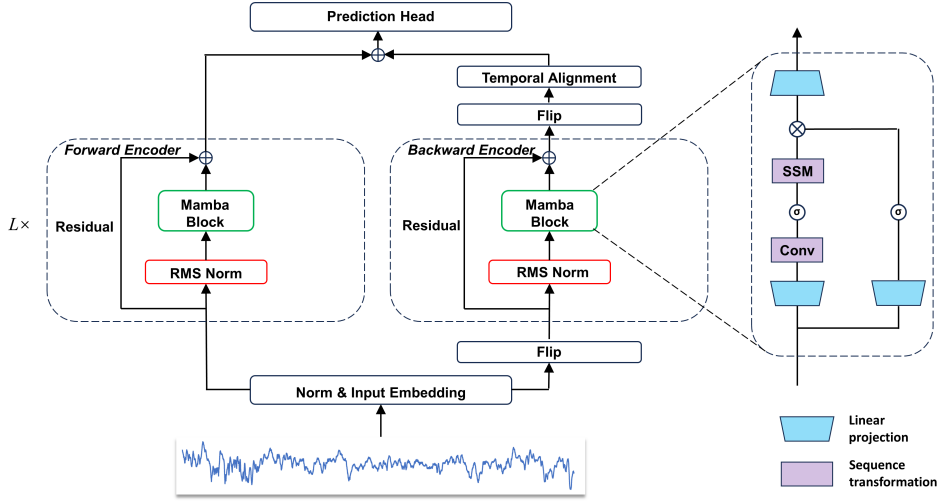 Prediction Head
Temporal Alignment
Flip
Forward Encoder
Backward Encoder
L×
Residual
Mamba
Block
RMS Norm
Residual
Mamba
Block
RMS Norm
Flip
Norm & Input Embedding
SSM
σ
σ
Conv
Linear
projection
Sequence
transformation